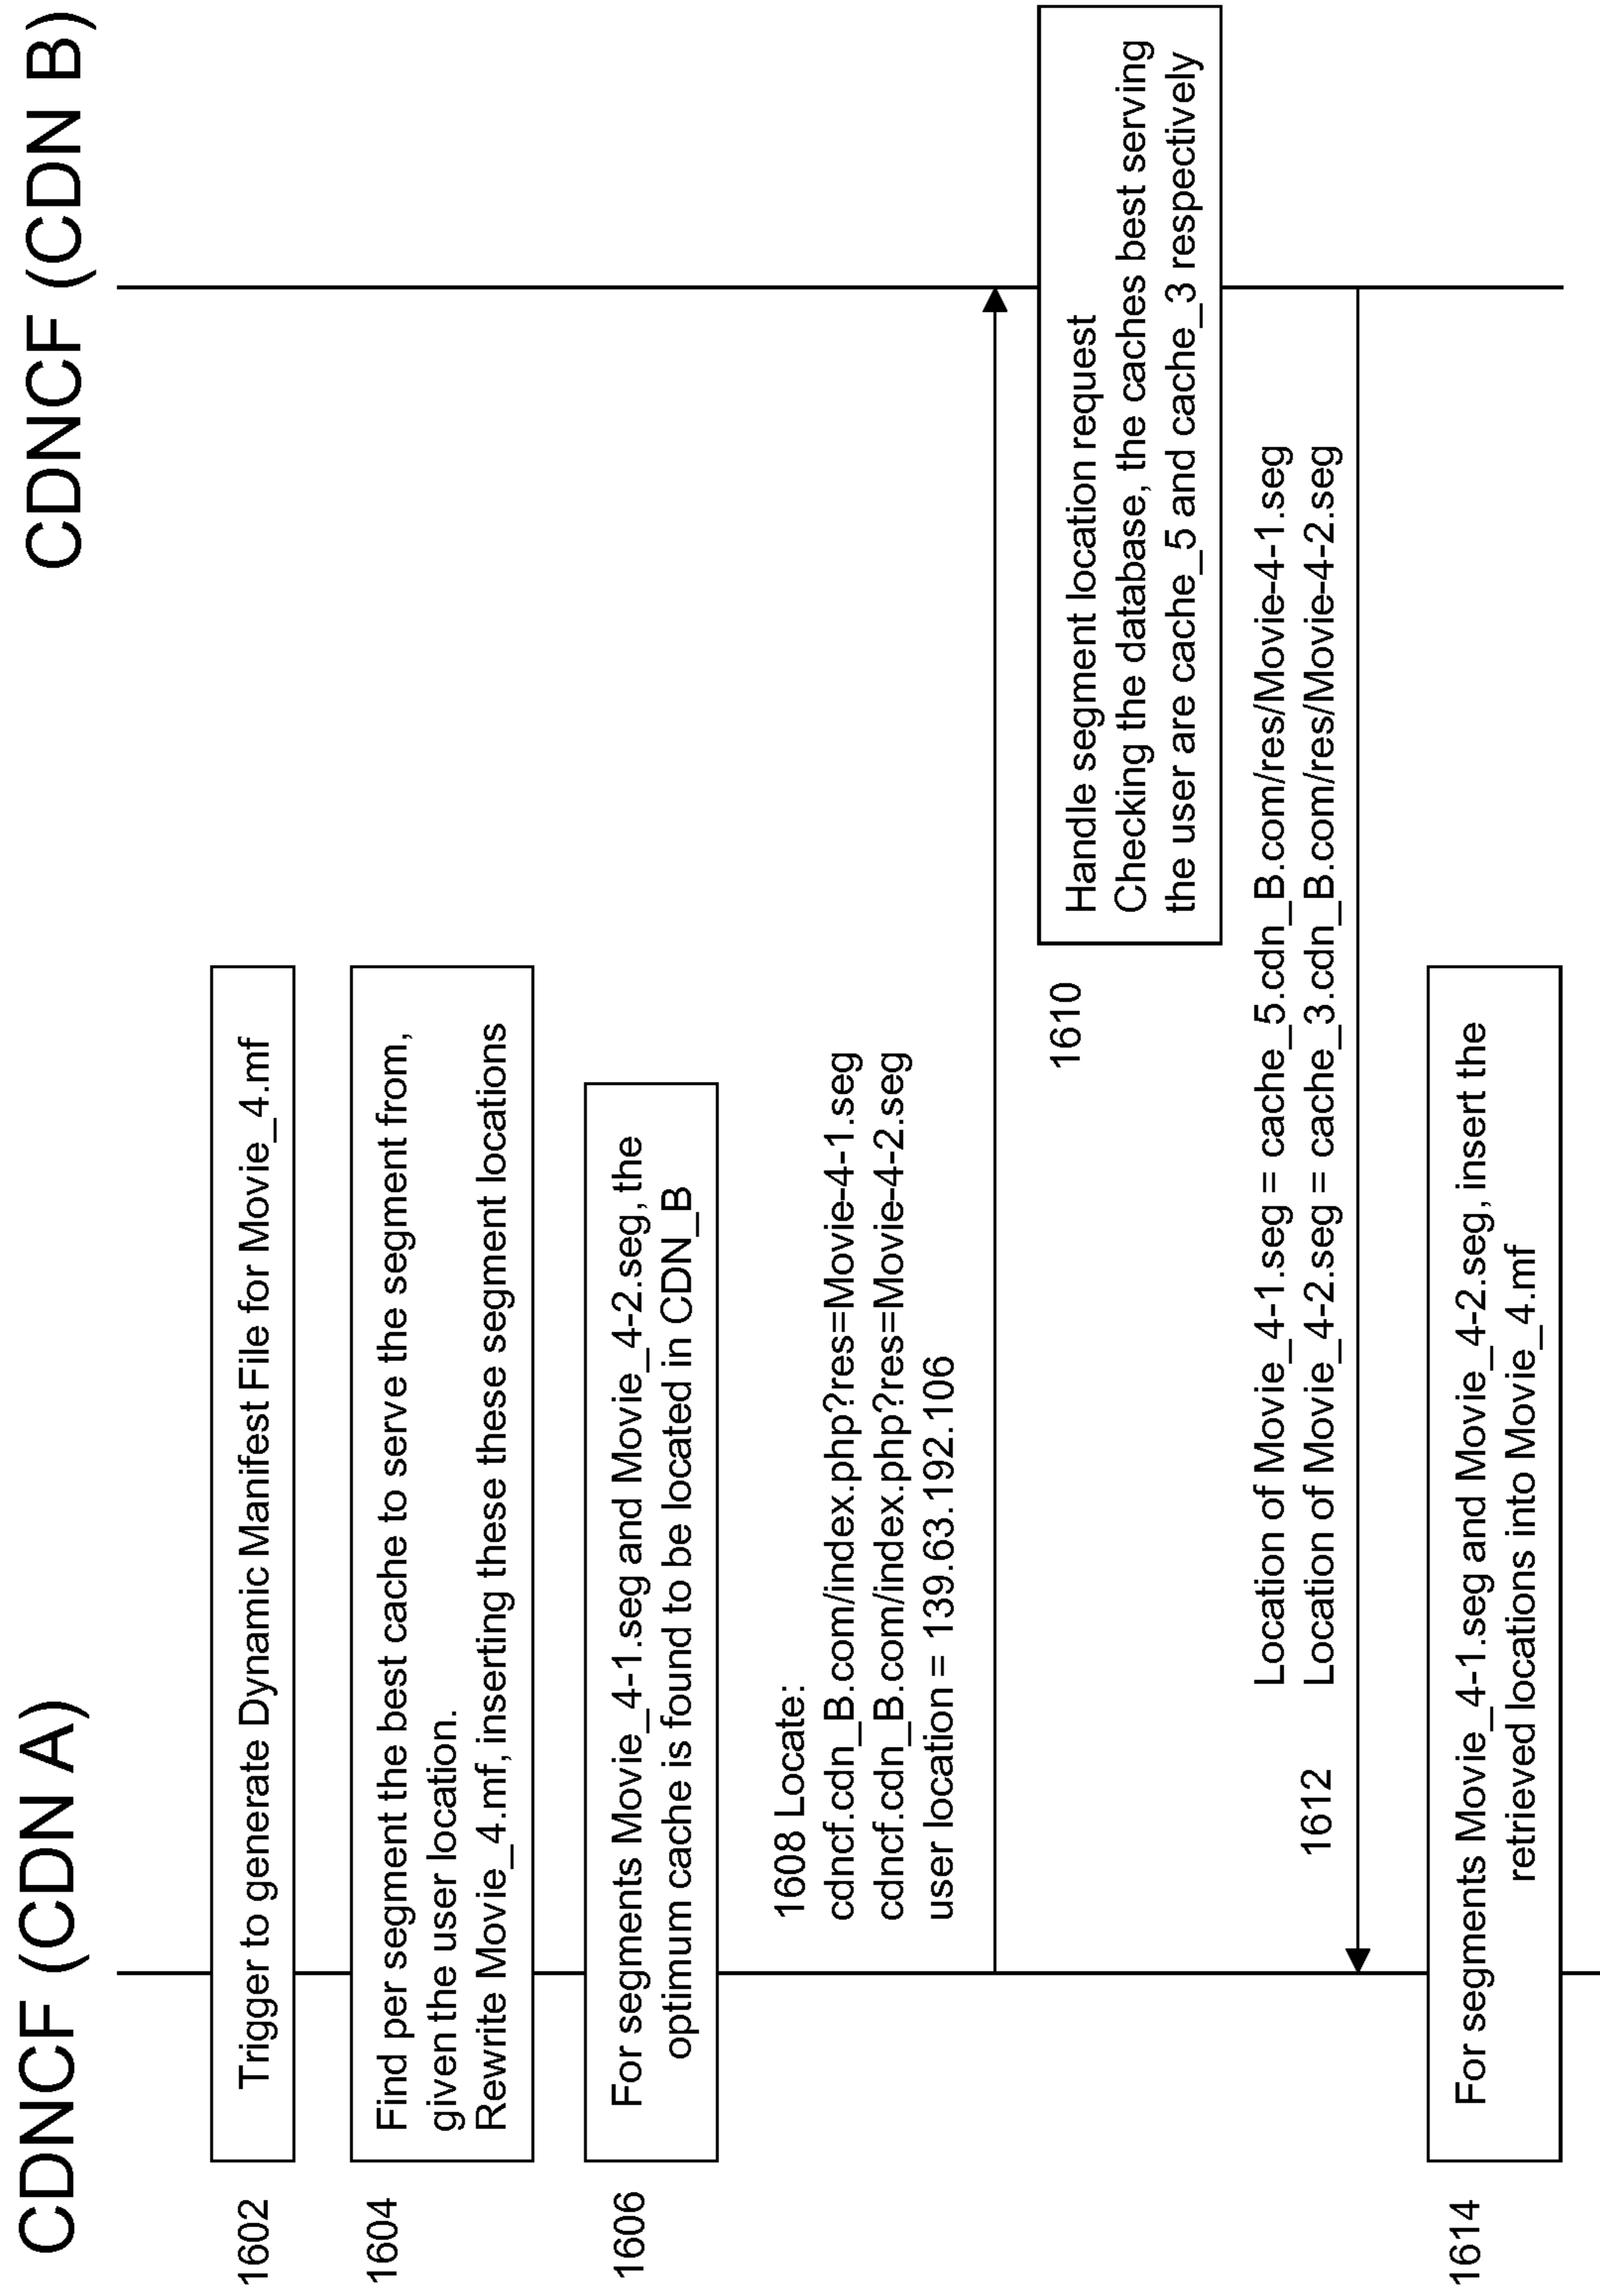 CDNCF (CDN A)
CDNCF (CDN B)
1602
Trigger to generate Dynamic Manifest File for Movie_4.mf
1604
Find per segment the best cache to serve the segment from,
given the user location.
Rewrite Movie_4.mf, inserting these these segment locations
1606
For segments Movie_4-1.seg and Movie_4-2.seg, the
optimum cache is found to be located in CDN_B
1608 Locate:
cdncf.cdn_B.com/index.php?res=Movie-4-1.seg
cdncf.cdn_B.com/index.php?res=Movie-4-2.seg
user location = 139.63.192.106
1610
Handle segment location request
Checking the database, the caches best serving
the user are cache_5 and cache_3 respectively
Location of Movie_4-1.seg = cache_5.cdn_B.com/res/Movie-4-1.seg
1612 Location of Movie_4-2.seg = cache_3.cdn_B.com/res/Movie-4-2.seg
1614
For segments Movie_4-1.seg and Movie_4-2.seg, insert the
retrieved locations into Movie_4.mf